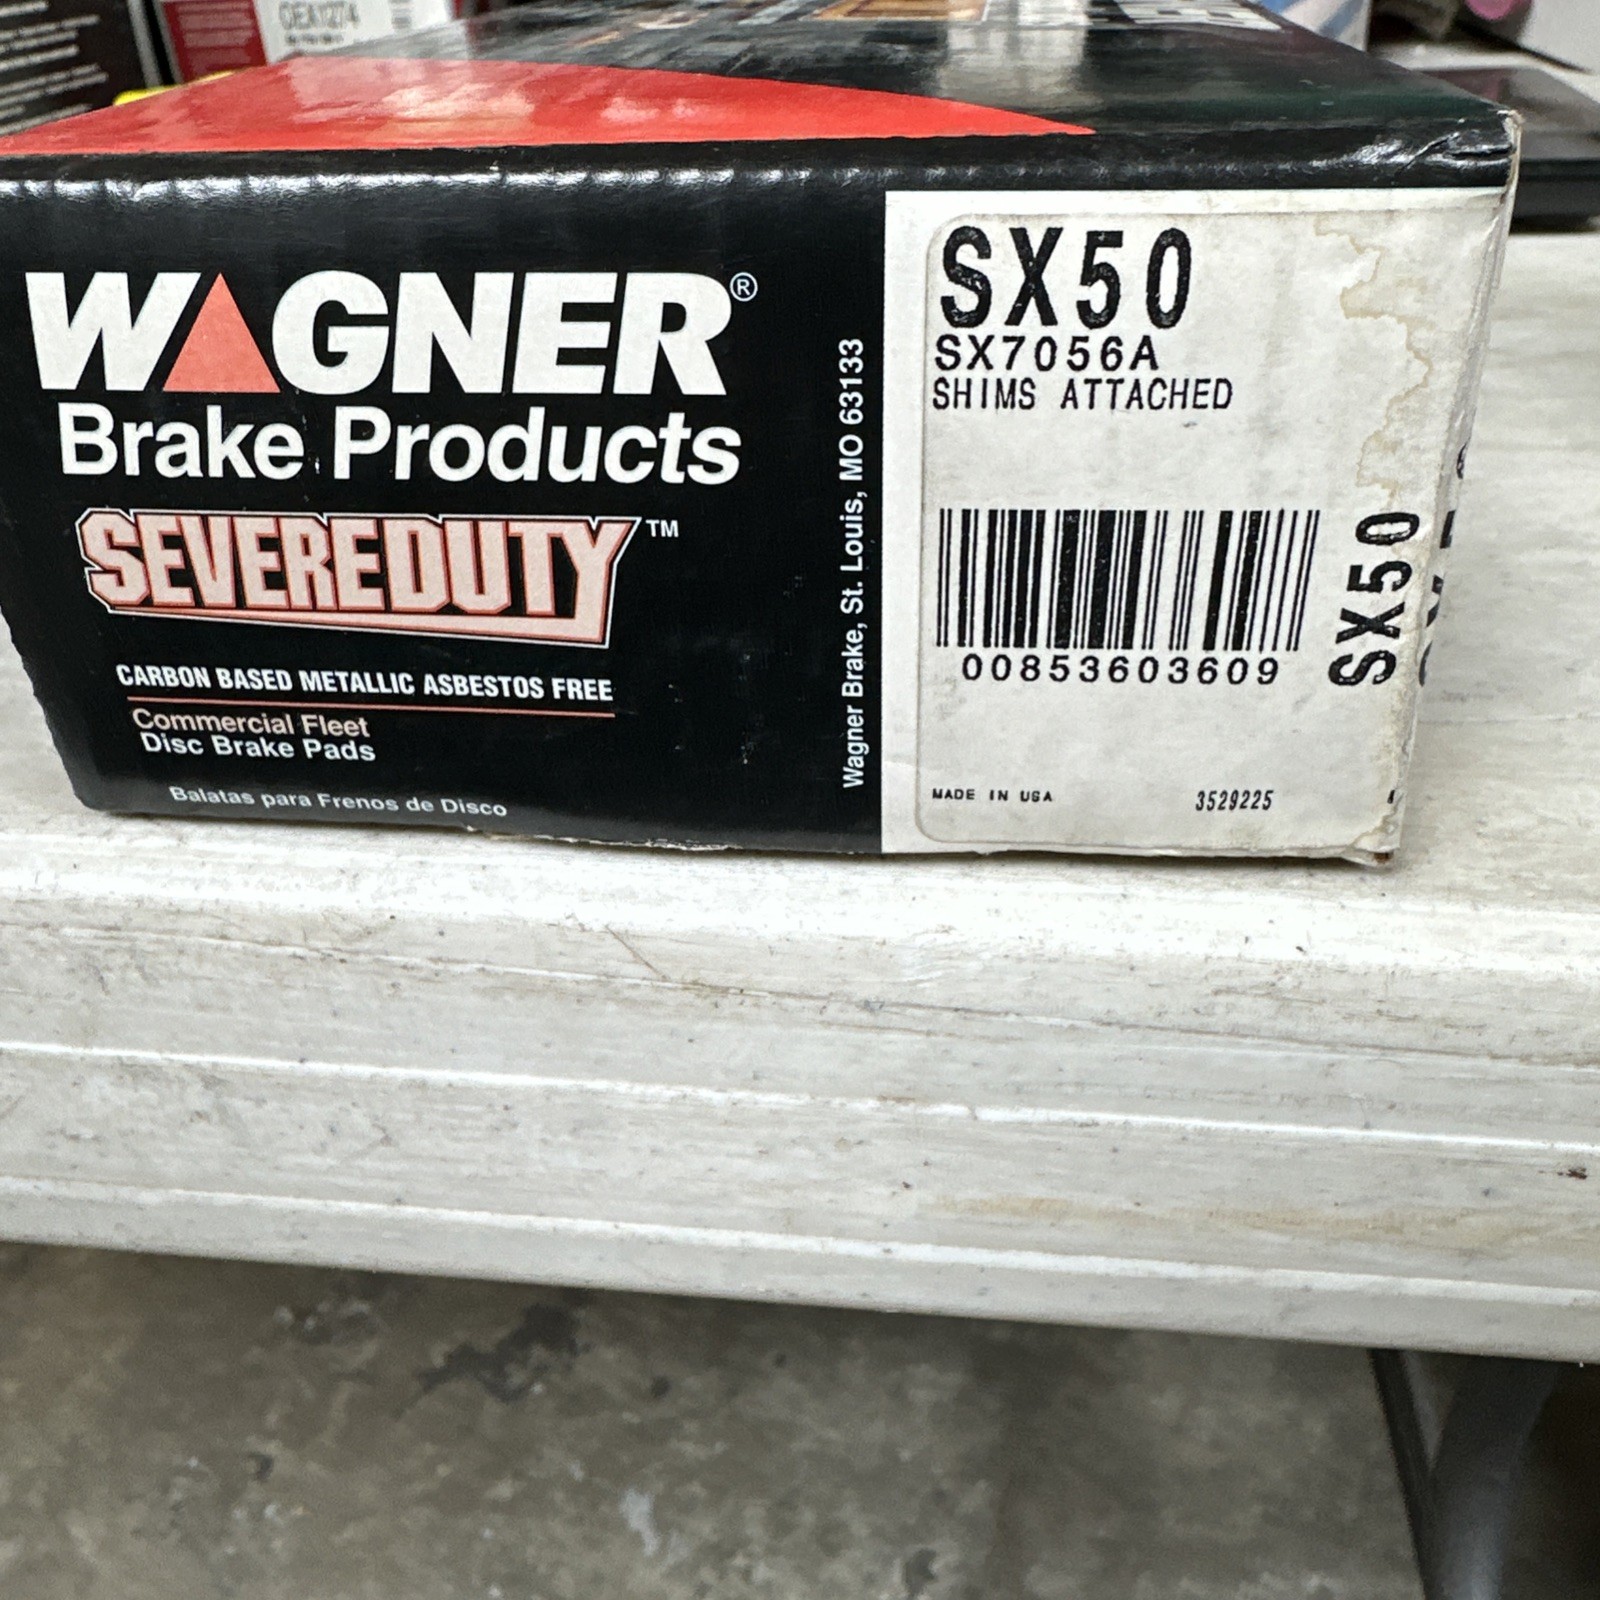 OEA1274
WAGNER®
Brake Products
SEVEREDUTY™
CARBON BASED METALLIC ASBESTOS FREE
Commercial Fleet
Disc Brake Pads
Balatas para Frenos de Disco
Wagner Brake, St. Louis, MO 63133
SX50
SX7056A
SHIMS ATTACHED
00853603609
SX50
MADE IN USA
3529225